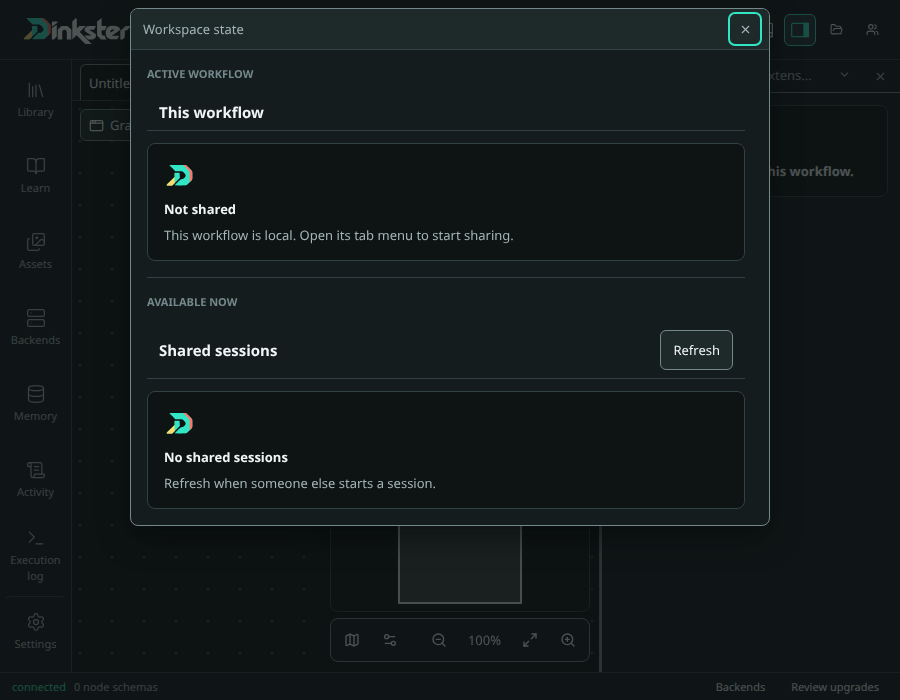 Dinkster
Workspace state
ACTIVE WORKFLOW
This workflow
Not shared
This workflow is local. Open its tab menu to start sharing.
AVAILABLE NOW
Shared sessions
Refresh
No shared sessions
Refresh when someone else starts a session.
Library
Learn
Assets
Backends
Memory
Activity
Execution
log
Settings
Untitle
Gra
xtens...
his workflow.
100%
connected
0 node schemas
Backends
Review upgrades